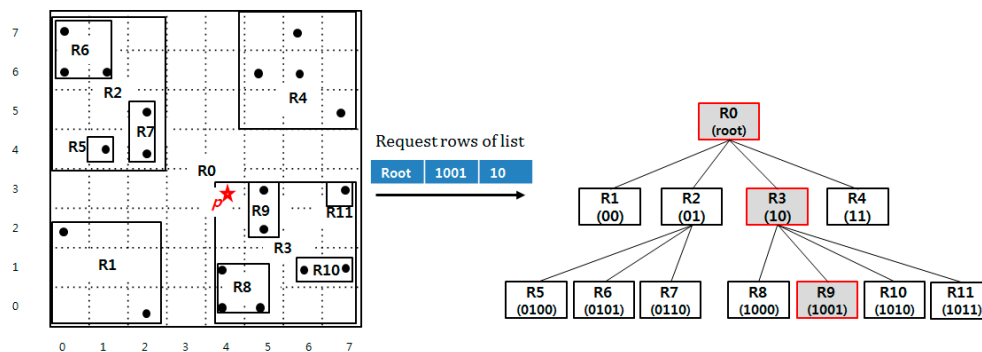 7
R6
6
R2
R4
5
R7
R5
4
R0
3
p
R9
R11
2
R3
R1
1
R10
R8
0
0 1 2 3 4 5 6 7
Request rows of list
Root 1001 10
R0
(root)
R1
(00)
R2
(01)
R3
(10)
R4
(11)
R5
(0100)
R6
(0101)
R7
(0110)
R8
(1000)
R9
(1001)
R10
(1010)
R11
(1011)